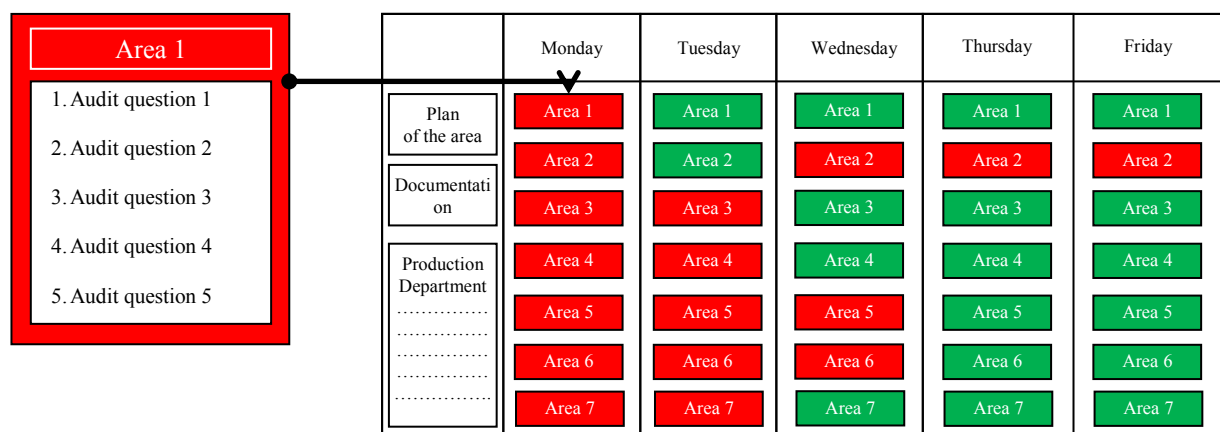 Area 1
1. Audit question 1
2. Audit question 2
3. Audit question 3
4. Audit question 4
5. Audit question 5
Monday Tuesday Wednesday Thursday Friday
Plan
of the area
Documentati
on
Production
Department
……………
……………
……………
……………
…………….
Area 1 Area 1 Area 1 Area 1 Area 1
Area 2 Area 2 Area 2 Area 2 Area 2
Area 3 Area 3 Area 3 Area 3 Area 3
Area 4 Area 4 Area 4 Area 4 Area 4
Area 5 Area 5 Area 5 Area 5 Area 5
Area 6 Area 6 Area 6 Area 6 Area 6
Area 7 Area 7 Area 7 Area 7 Area 7